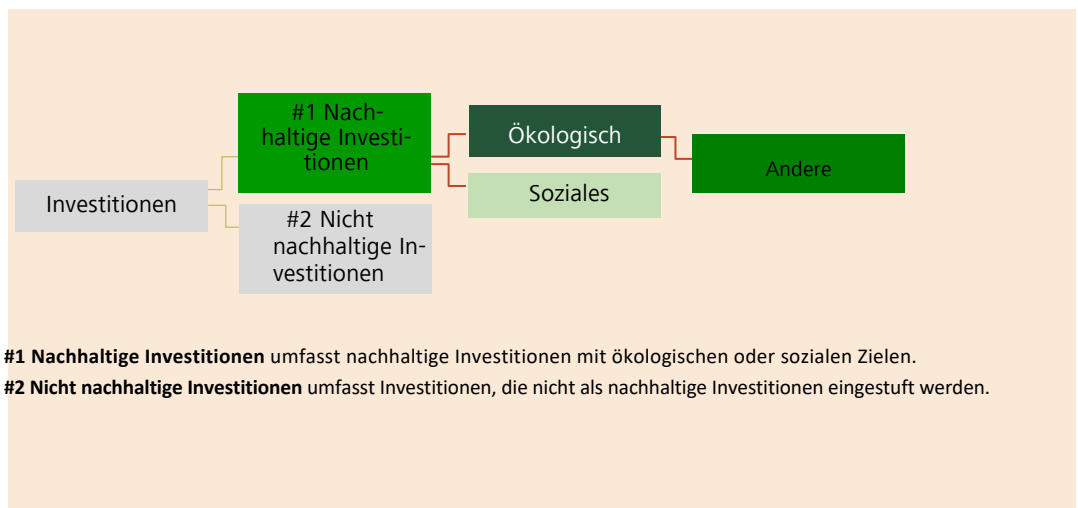 #1 Nach-
haltige Investi-
tionen
Ökologisch
Andere
Soziales
Investitionen
#2 Nicht
nachhaltige In-
vestitionen
#1 Nachhaltige Investitionen umfasst nachhaltige Investitionen mit ökologischen oder sozialen Zielen.
#2 Nicht nachhaltige Investitionen umfasst Investitionen, die nicht als nachhaltige Investitionen eingestuft werden.